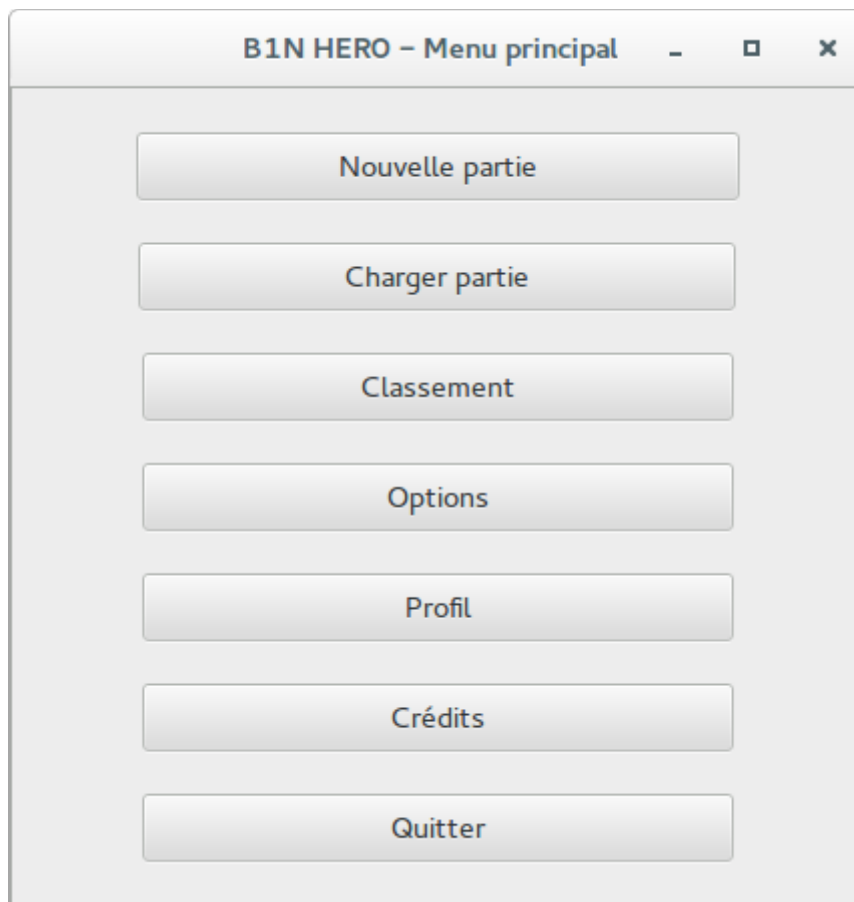 B1N HERO – Menu principal
Nouvelle partie
Charger partie
Classement
Options
Profil
Crédits
Quitter